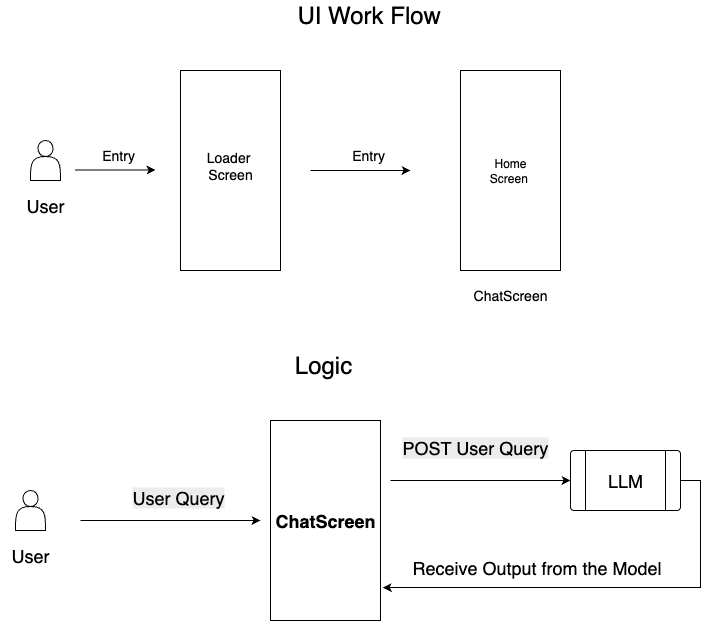 UI Work Flow
Entry
Loader
Screen
Entry
Home
Screen
User
ChatScreen
Logic
POST User Query
User Query
LLM
ChatScreen
User
Receive Output from the Model